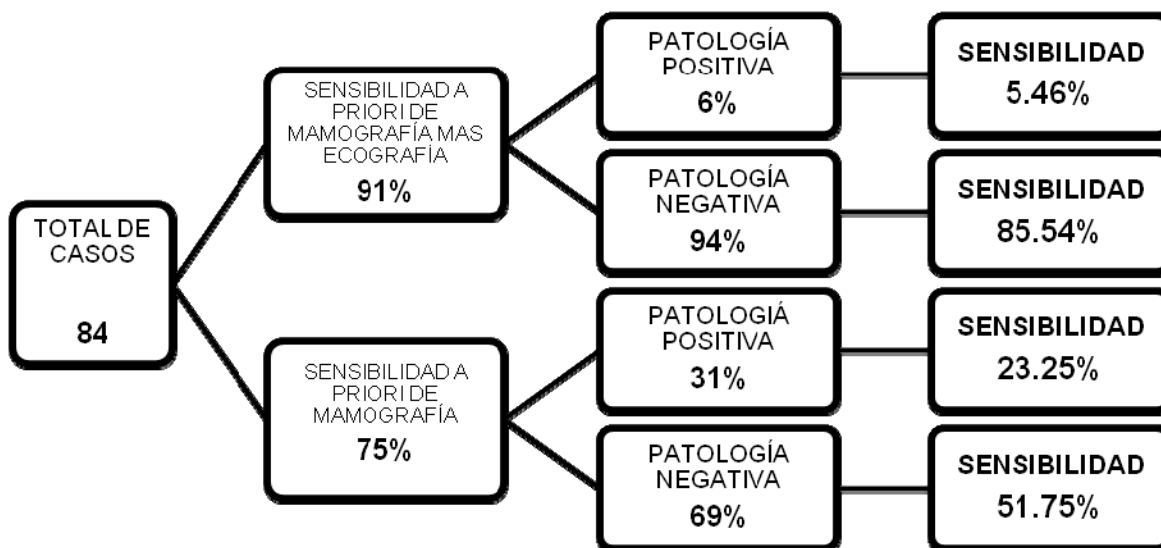 TOTAL DE
CASOS
84
SENSIBILIDAD A
PRIORI DE
MAMOGRAFÍA MAS
ECOGRAFÍA
91%
SENSIBILIDAD A
PRIORI DE
MAMOGRAFÍA
75%
PATOLOGÍA
POSITIVA
6%
PATOLOGÍA
NEGATIVA
94%
PATOLOGIÁ
POSITIVA
31%
PATOLOGÍA
NEGATIVA
69%
SENSIBILIDAD
5.46%
SENSIBILIDAD
85.54%
SENSIBILIDAD
23.25%
SENSIBILIDAD
51.75%